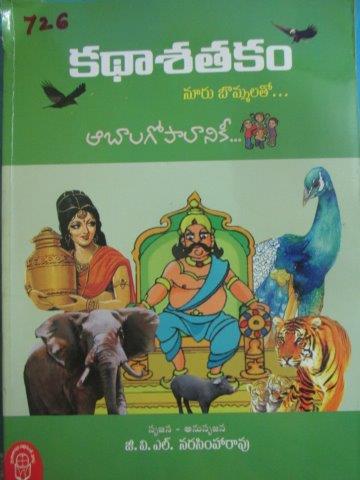 726
కథాశతకం
నూరు బొమ్మలతో...
ఆబాలగోపాలానికీ...
సృజన - అనుసృజన
జి.వి.ఎల్. నరసింహారావు